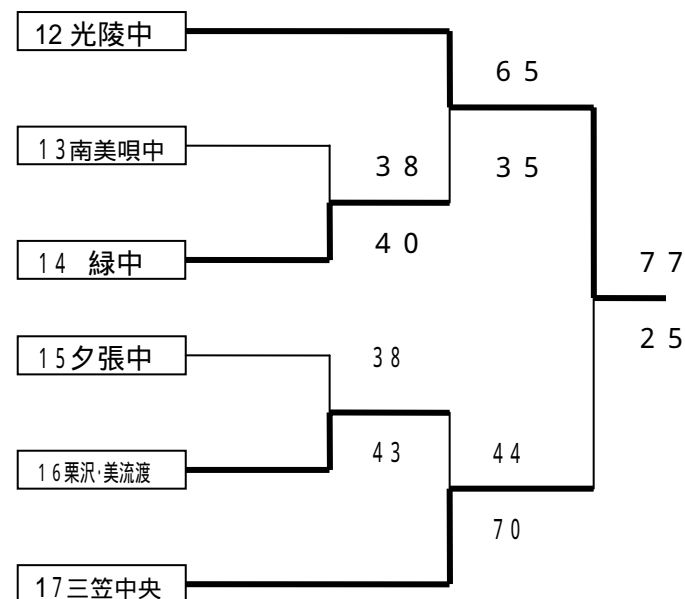 12光陵中
６５
１３南美唄中
３８
３５
４０
１４　緑中
７７
２５
１５夕張中
３８
４３
４４
１６栗沢・美流渡
７０
17三笠中央